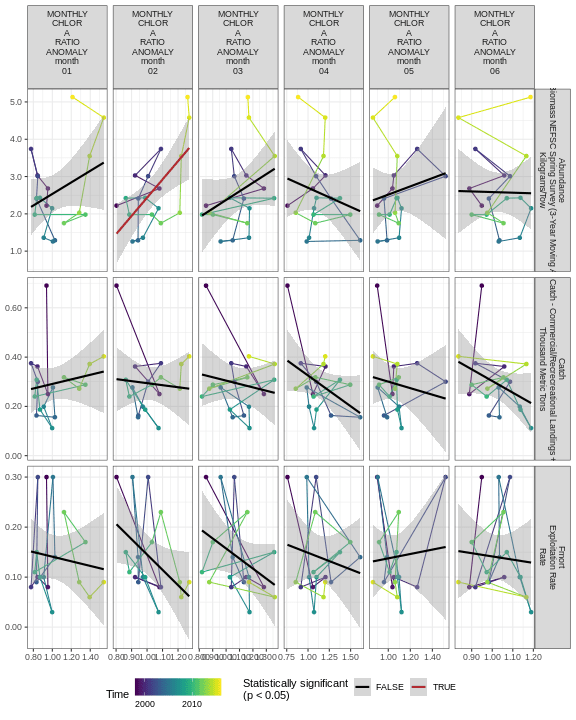 MONTHLY
CHLOR
A
RATIO
ANOMALY
month
01
MONTHLY
CHLOR
A
RATIO
ANOMALY
month
02
MONTHLY
CHLOR
A
RATIO
ANOMALY
month
03
MONTHLY
CHLOR
A
RATIO
ANOMALY
month
04
MONTHLY
CHLOR
A
RATIO
ANOMALY
month
05
MONTHLY
CHLOR
A
RATIO
ANOMALY
month
06
5.0
4.0
3.0
2.0
1.0
Abundance
NEFSC Spring Survey (3-Year Moving
Kilograms/Tow
0.60
0.40
0.20
0.00
Catch
Catch - Commercial/Recreational Landings +
Thousand Metric Tons
0.30
0.20
0.10
0.00
Fmort
Exploitation Rate
Rate
0.80 1.00 1.20 1.40
0.75 1.00 1.25 1.50
1.00 1.20 1.40
0.80 0.90 1.00 1.10 1.20
Time
2000 2010
Statistically significant
(p < 0.05)
FALSE TRUE